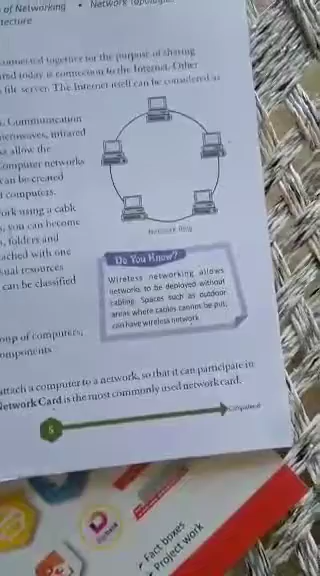 of Networking • Network Topologies
tecture
connected together for the purpose of sharing
red today is connection to the Internet. Other
file server. The Internet itself can be considered as
Communication
microwaves, infrared
allow the
Computer networks
can be created
computers.
ork using a cable
you can become
folders and
ached with one
sual resources
can be classified
Network Ring
Do You Know?
Wireless networking allows
networks to be deployed without
cabling. Spaces such as outdoor
areas where cables cannot be put,
can have wireless network.
oup of computers,
omponents
attach a computer to a network, so that it can participate in
Network Card is the most commonly used network card.
5
Computer-8
Fact boxes
Project work